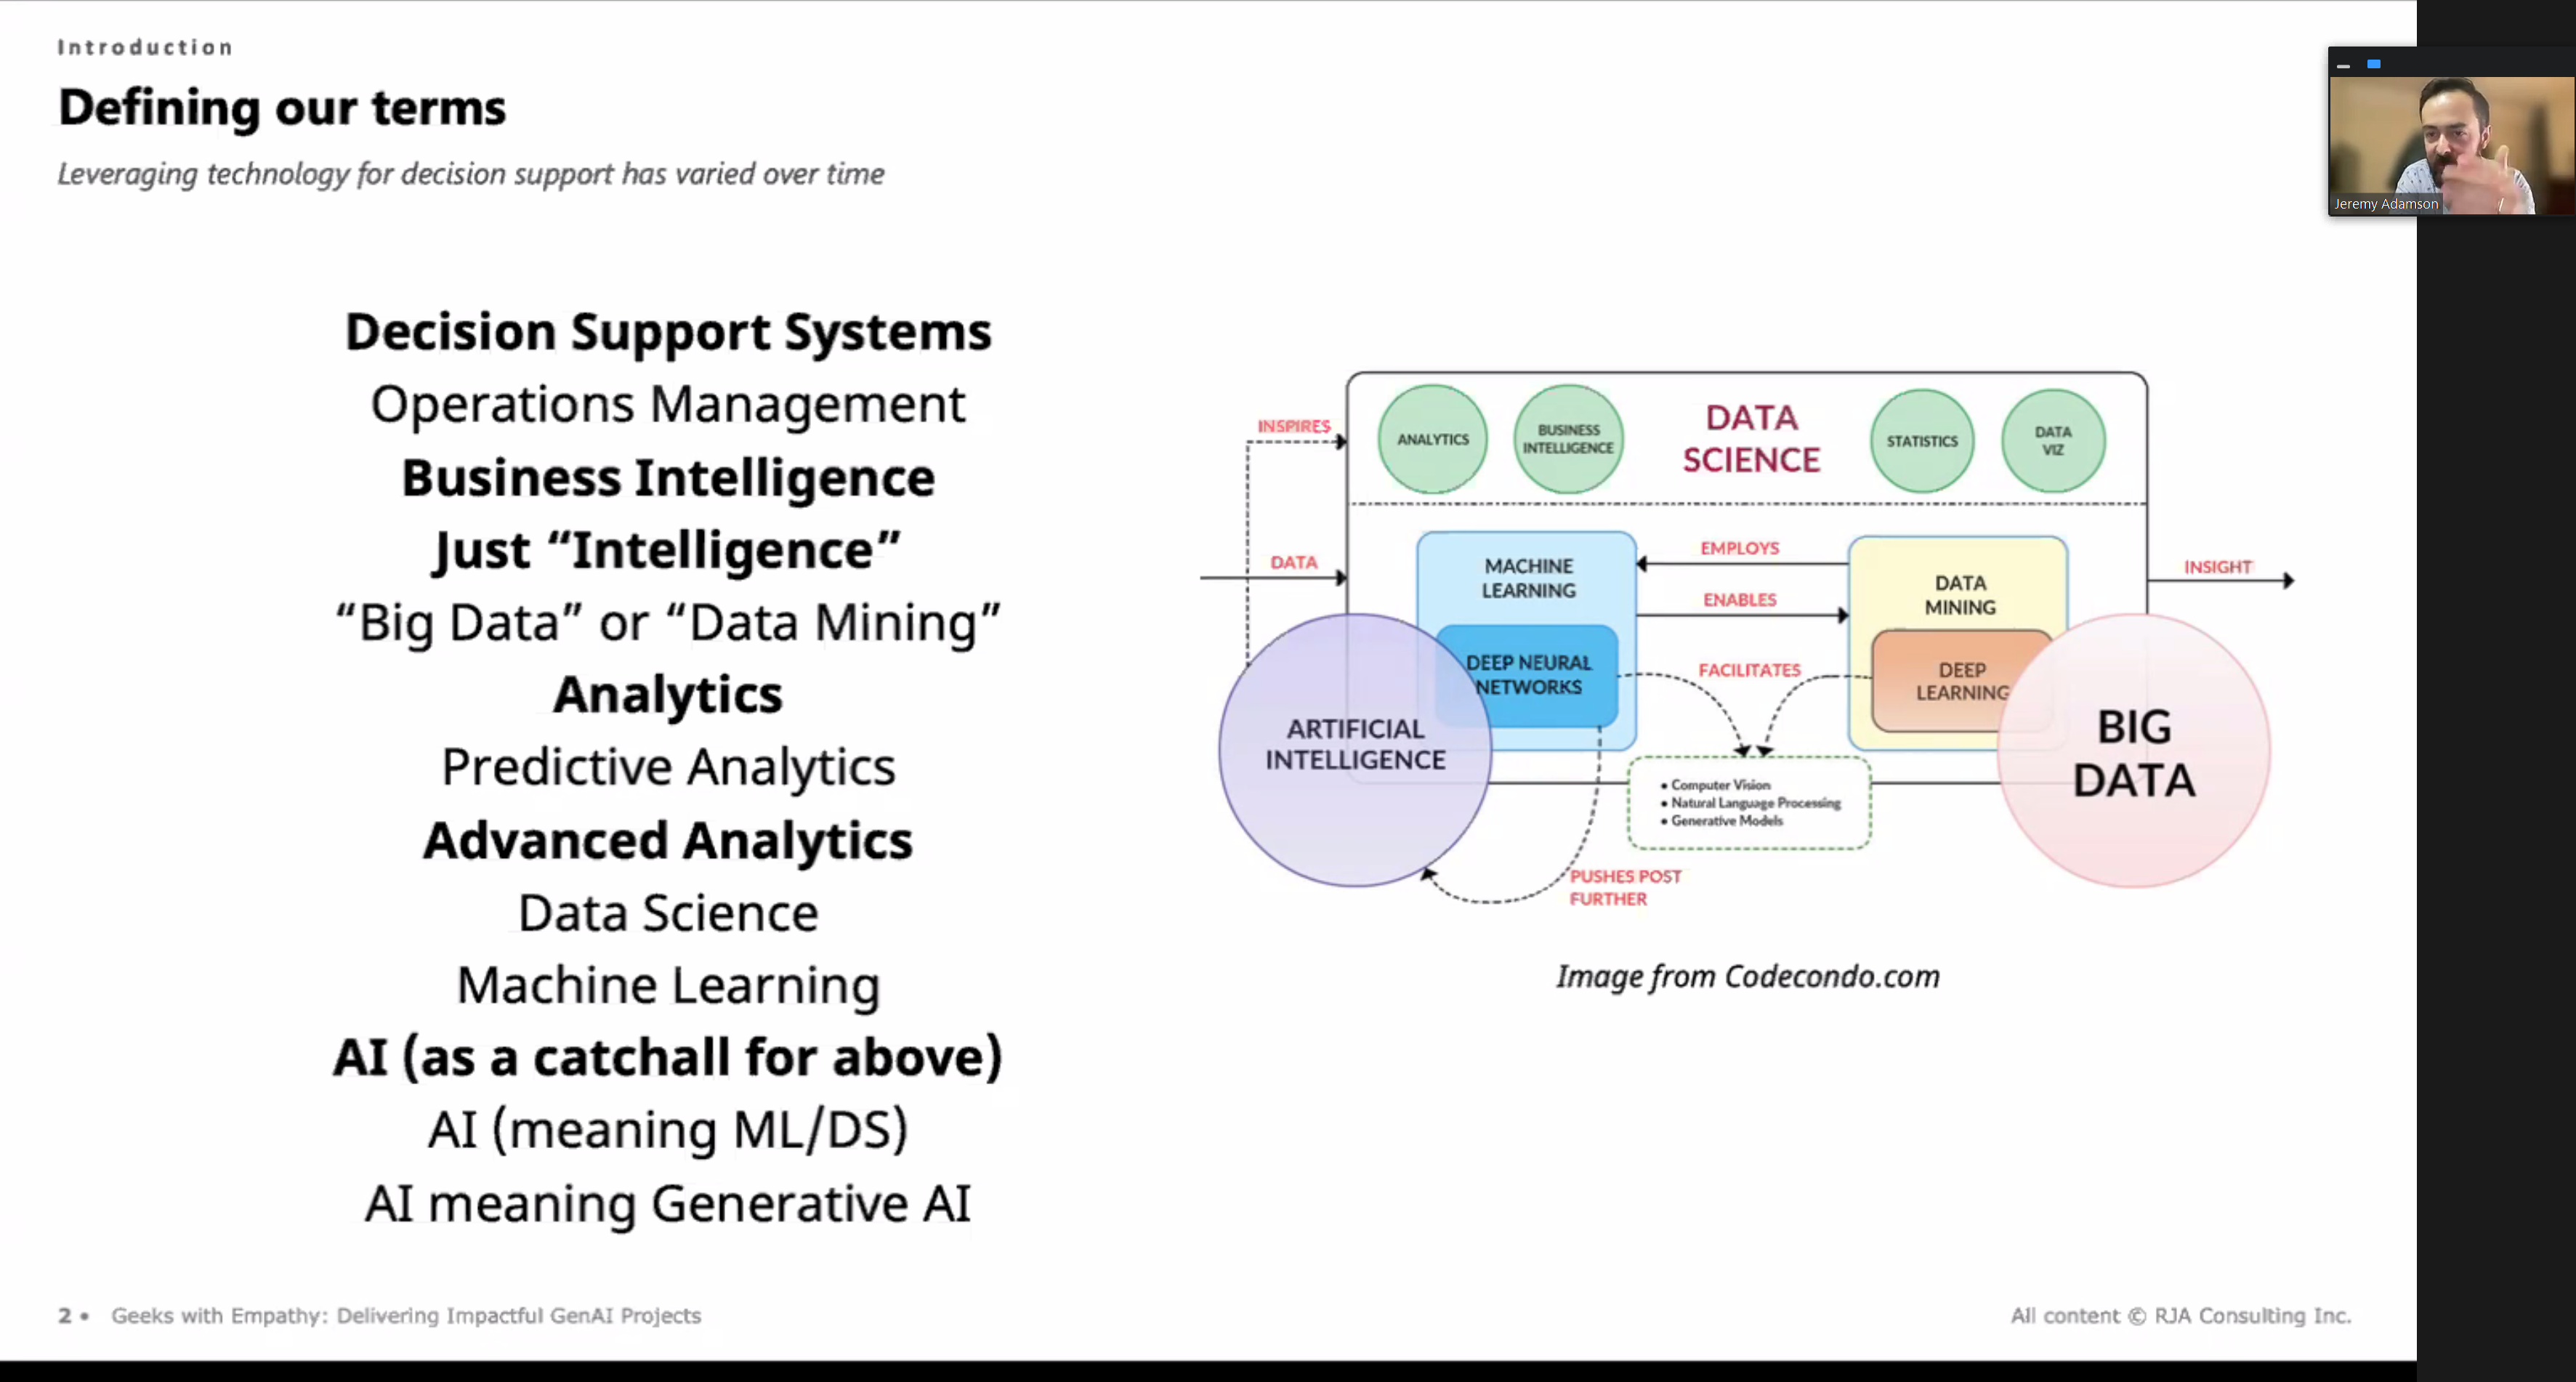 Introduction
Defining our terms
Leveraging technology for decision support has varied over time
Jeremy Adamson
Decision Support Systems
Operations Management
Business Intelligence
Just “Intelligence”
“Big Data” or “Data Mining”
Analytics
Predictive Analytics
Advanced Analytics
Data Science
Machine Learning
AI (as a catchall for above)
AI (meaning ML/DS)
AI meaning Generative AI
INSPIRES
ANALYTICS
BUSINESS
INTELLIGENCE
DATA
SCIENCE
STATISTICS
DATA
VIZ
DATA
MACHINE
LEARNING
EMPLOYS
ENABLES
DATA
MINING
INSIGHT
DEEP NEURAL
NETWORKS
FACILITATES
DEEP
LEARNING
ARTIFICIAL
INTELLIGENCE
BIG
DATA
• Computer Vision
• Natural Language Processing
• Generative Models
PUSHES POST
FURTHER
Image from Codecondo.com
2 • Geeks with Empathy: Delivering Impactful GenAI Projects
All content © RJA Consulting Inc.